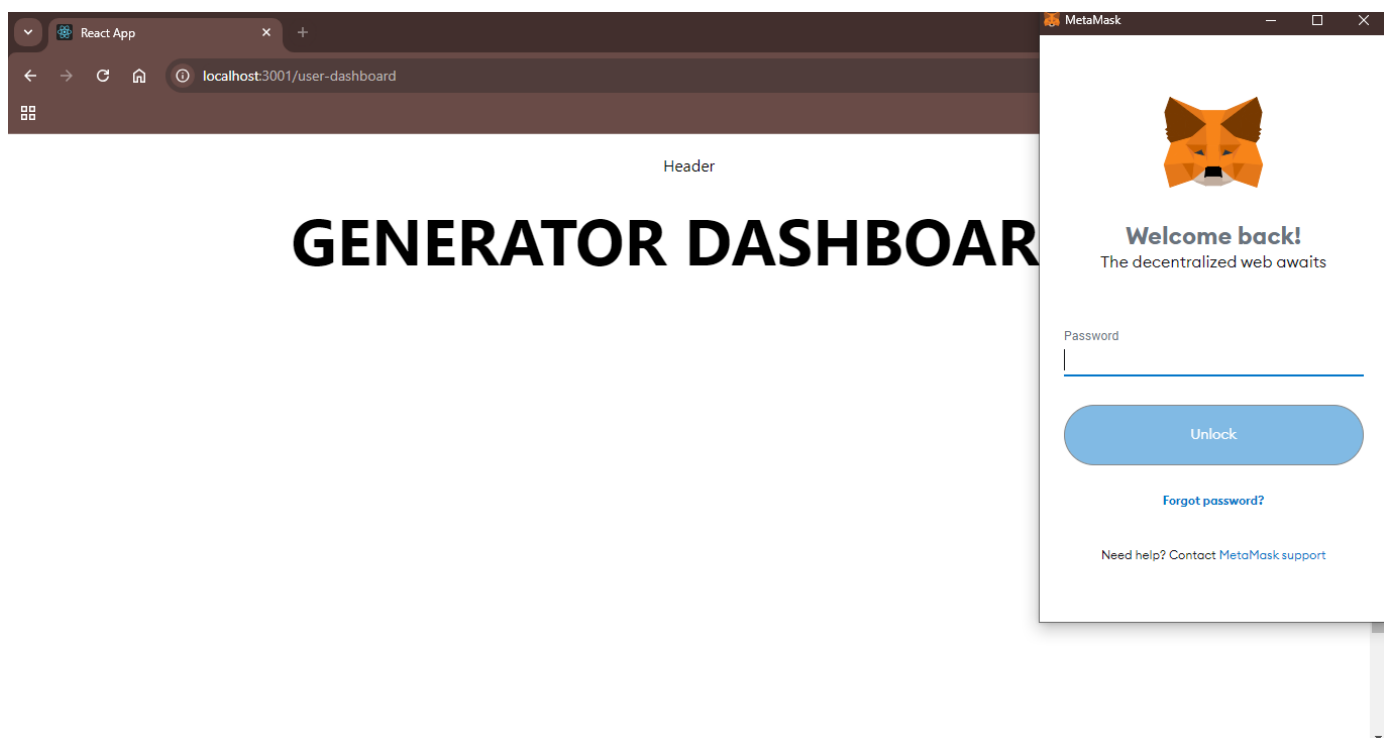 React App
MetaMask
localhost:3001/user-dashboard
Header
GENERATOR DASHBOAR
Welcome back!
The decentralized web awaits
Password
Unlock
Forgot password?
Need help? Contact MetaMask support